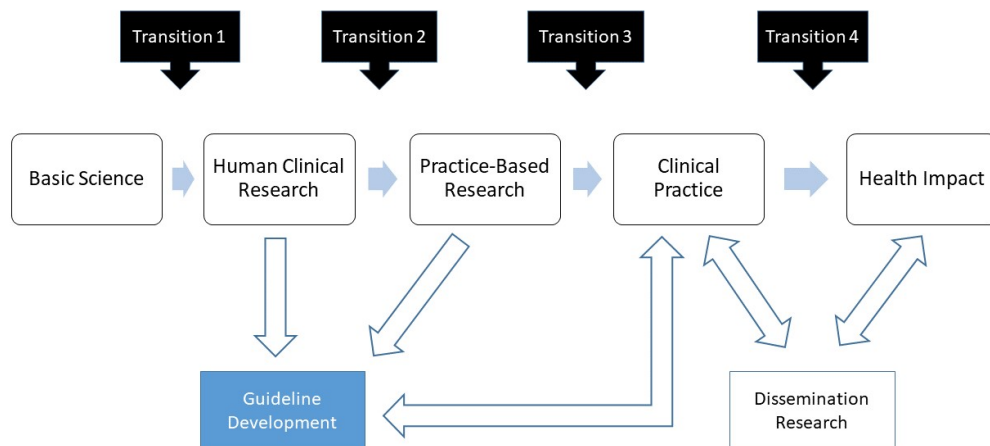 Transition 1
Transition 2
Transition 3
Transition 4
Basic Science
Human Clinical
Research
Practice-Based
Research
Clinical
Practice
Health Impact
Guideline
Development
Dissemination
Research